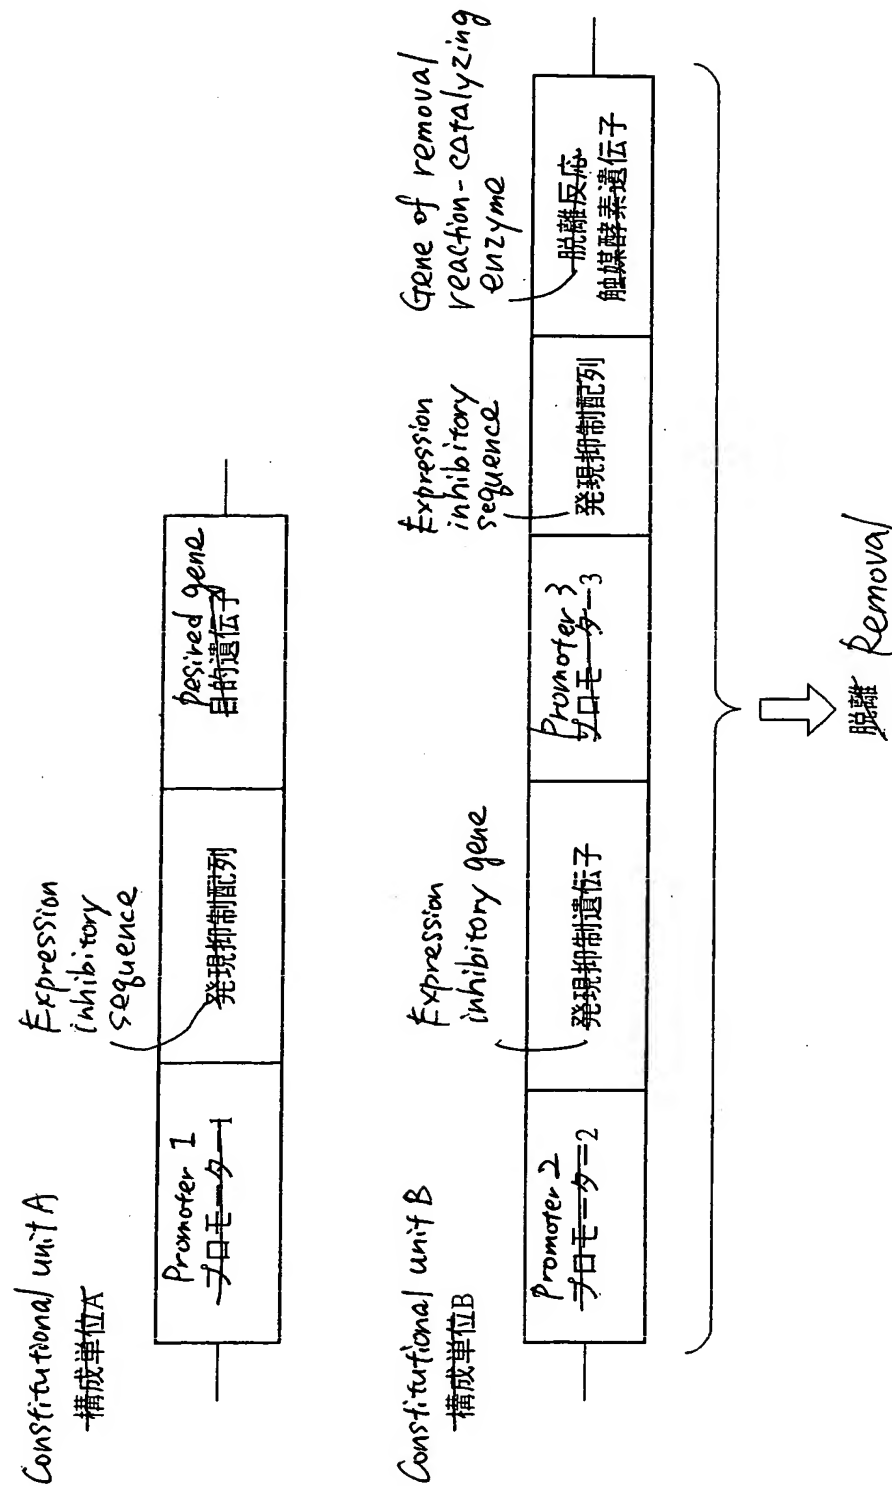 Constitutional unit A
構成単位A
Promoter 1
プロモーター1
Expression
inhibitory
sequence
発現抑制配列
Desired gene
目的遺伝子
Constitutional unit B
構成単位B
Promoter 2
プロモーター2
Expression
inhibitory gene
発現抑制遺伝子
Promoter 3
プロモーター3
Expression
inhibitory
sequence
発現抑制配列
Gene of removal
reaction-catalyzing
enzyme
脱離反応
触媒酵素遺伝子
脱離 Removal